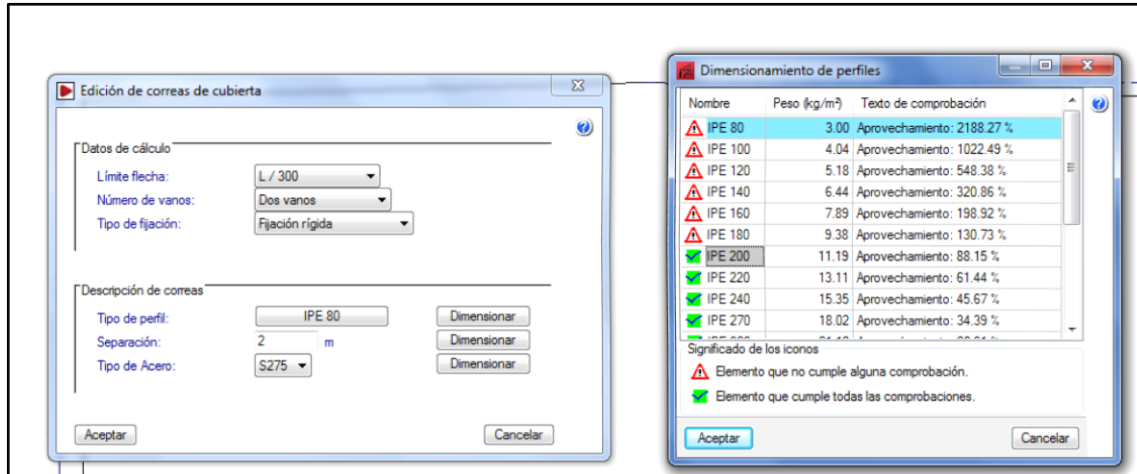 Edición de correas de cubierta
Datos de cálculo
Límite flecha: L / 300
Número de vanos: Dos vanos
Tipo de fijación: Fijación rígida
Descripción de correas
Tipo de perfil: IPE 80 Dimensionar
Separación: 2 m Dimensionar
Tipo de Acero: S275 Dimensionar
Aceptar Cancelar
Dimensionamiento de perfiles
Nombre Peso (kg/m²) Texto de comprobación
IPE 80 3.00 Aprovechamiento: 2188.27 %
IPE 100 4.04 Aprovechamiento: 1022.49 %
IPE 120 5.18 Aprovechamiento: 548.38 %
IPE 140 6.44 Aprovechamiento: 320.86 %
IPE 160 7.89 Aprovechamiento: 198.92 %
IPE 180 9.38 Aprovechamiento: 130.73 %
IPE 200 11.19 Aprovechamiento: 88.15 %
IPE 220 13.11 Aprovechamiento: 61.44 %
IPE 240 15.35 Aprovechamiento: 45.67 %
IPE 270 18.02 Aprovechamiento: 34.39 %
Significado de los iconos
Elemento que no cumple alguna comprobación.
Elemento que cumple todas las comprobaciones.
Aceptar Cancelar